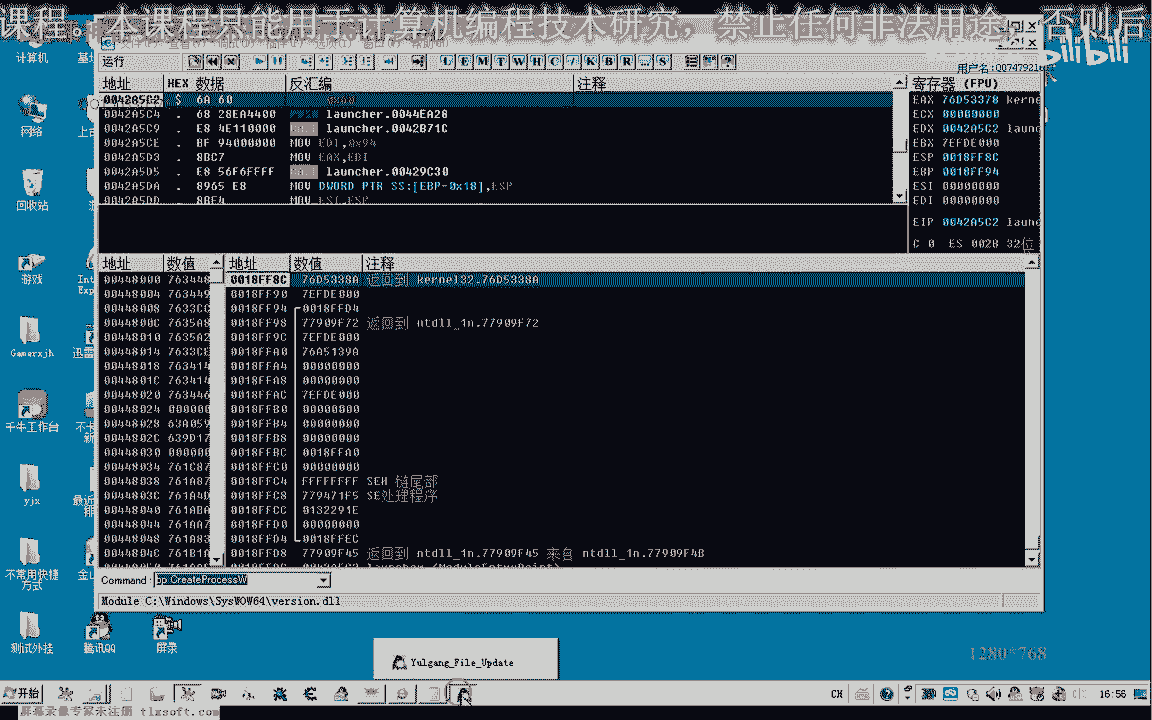 课程。本课程只能用于计算机编程技术研究，禁止任何非法用途，否则后
bilibili
用户名:
计算机
网络
回收站
游戏
Gamerxjh
千牛工作台
yjx
不常用快捷方式
测试外挂
腾讯QQ
屏录
运行
L E M T W H C / K B R ... S
地址 HEX 数据 反汇编 注释
0042A5C2 $ 6A 60 0x60
0042A5C4 . 68 28EA4400 launcher.0044EA28
0042A5C9 . E8 4E110000 launcher.0042B71C
0042A5CE . BF 94000000 MOV EDI,0x94
0042A5D3 . 8BC7 MOV EAX,EDI
0042A5D5 . E8 56F6FFFF launcher.00429C30
0042A5DA . 8965 E8 MOV DWORD PTR SS:[EBP-0x18],ESP
0042A5DD . 8BF4 MOV ESI,ESP
寄存器 (FPU)
EAX 76D53378 kerne
ECX 00000000
EDX 0042A5C2 laun
EBX 7EFDE000
ESP 0018FF8C
EBP 0018FF94
ESI 00000000
EDI 00000000
EIP 0042A5C2 laun
C 0 ES 002B 32位
地址 数值 地址 数值 注释
00448000 763448 0018FF8C 76D5338A 返回到 kernel32.76D5338A
00448004 763449 0018FF90 7EFDE000
00448008 7633CC 0018FF94 0018FFD4
0044800C 7635A8 0018FF98 77909F72 返回到 ntdll_1n.77909F72
00448010 7635A2 0018FF9C 7EFDE000
00448014 7633CE 0018FFA0 76A5139A
00448018 763414 0018FFA4 00000000
0044801C 763414 0018FFA8 00000000
00448020 763446 0018FFAC 7EFDE000
00448024 000000 0018FFB0 00000000
00448028 63A059 0018FFB4 00000000
0044802C 639D17 0018FFB8 00000000
00448030 000000 0018FFBC 0018FFA0
00448034 761C87 0018FFC0 00000000
00448038 761A87 0018FFC4 FFFFFFFF SEH 链尾部
0044803C 761A4D 0018FFC8 779471F5 SE处理程序
00448040 761ABA 0018FFCC 0132291E
00448044 761AA7 0018FFD0 00000000
00448048 761A83 0018FFD4 0018FFEC
0044804C 761B1A 0018FFD8 77909F45 返回到 ntdll_1n.77909F45 来自 ntdll_1n.77909F4B
Command : bp CreateProcessW
Module C:\Windows\SysWOW64\version.dll
Yulgang_File_Update
1280*768
开始
CH
16:56
屏幕录像专家未注册 tlxsoft.com